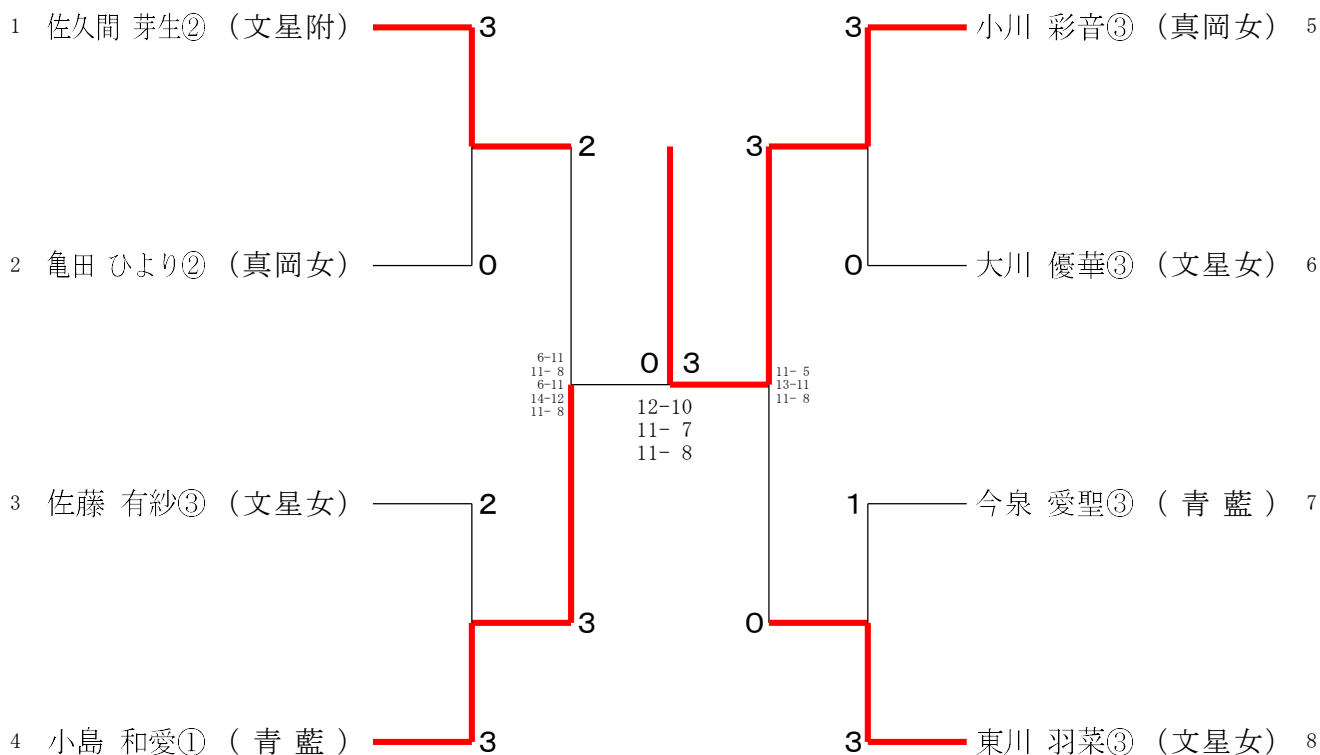 1 佐久間 芽生② (文星附) 3
3 小川 彩音③ (真岡女) 5
2
3
2 亀田 ひより② (真岡女) 0
0 大川 優華③ (文星女) 6
6-11
11- 8
6-11
14-12
11- 8
0 3
12-10
11- 7
11- 8
11- 5
13-11
11- 8
3 佐藤 有紗③ (文星女) 2
1 今泉 愛聖③ ( 青 藍 ) 7
3
0
4 小島 和愛① ( 青 藍 ) 3
3 東川 羽菜③ (文星女) 8